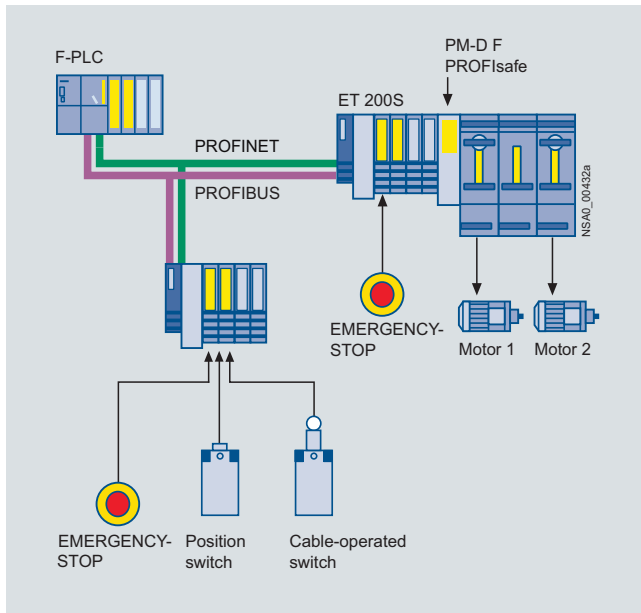 F-PLC
PM-D F
PROFIsafe
ET 200S
PROFINET
PROFIBUS
NSA0_00432a
EMERGENCY-
STOP
Motor 1
Motor 2
EMERGENCY-
STOP
Position
switch
Cable-operated
switch